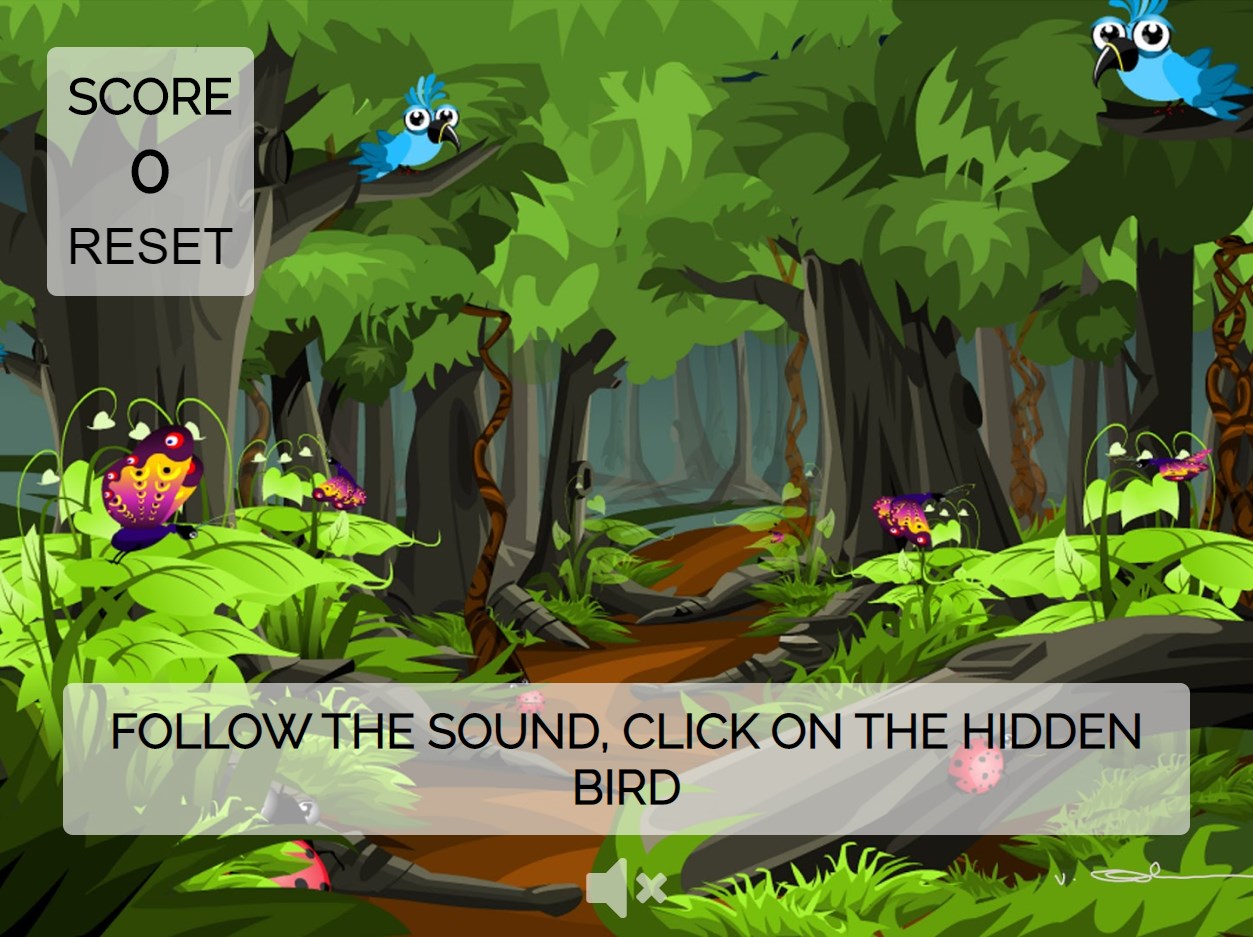 SCORE
0
RESET
FOLLOW THE SOUND, CLICK ON THE HIDDEN
BIRD